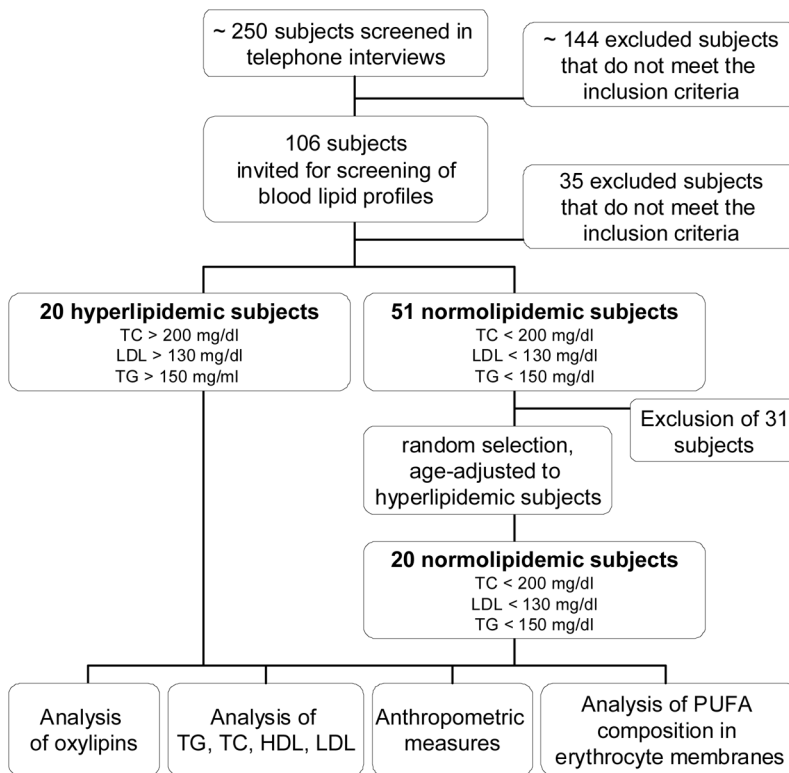 ~ 250 subjects screened in
telephone interviews
~ 144 excluded subjects
that do not meet the
inclusion criteria
106 subjects
invited for screening of
blood lipid profiles
35 excluded subjects
that do not meet the
inclusion criteria
20 hyperlipidemic subjects
TC > 200 mg/dl
LDL > 130 mg/dl
TG > 150 mg/ml
51 normolipidemic subjects
TC < 200 mg/dl
LDL < 130 mg/dl
TG < 150 mg/dl
Exclusion of 31
subjects
random selection,
age-adjusted to
hyperlipidemic subjects
20 normolipidemic subjects
TC < 200 mg/dl
LDL < 130 mg/dl
TG < 150 mg/dl
Analysis
of oxylipins
Analysis of
TG, TC, HDL, LDL
Anthropometric
measures
Analysis of PUFA
composition in
erythrocyte membranes